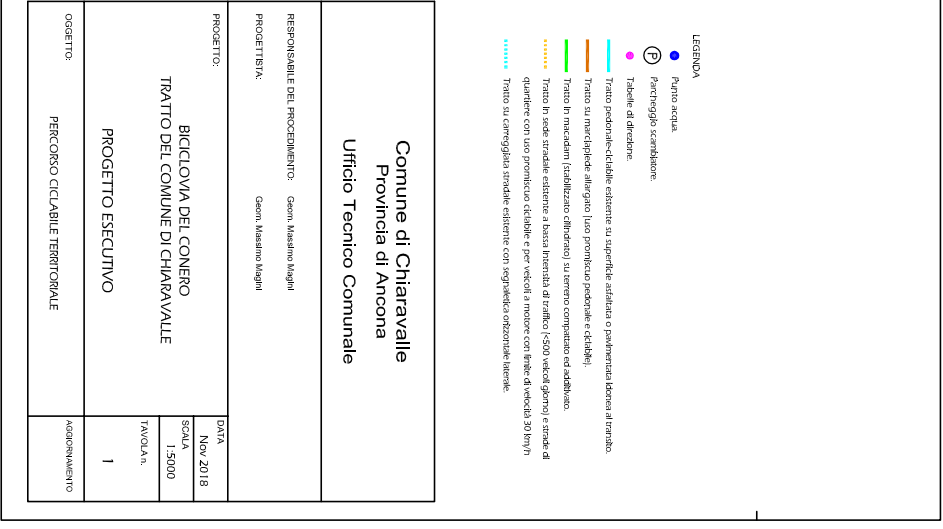 LEGENDA
Punto acqua.
P
Parcheggio scambiatore.
Tabelle di direzione.
Tratto pedonale-ciclabile esistente su superficie asfaltata o pavimentata idonea al transito.
Tratto su marciapiede allargato (uso promiscuo pedonale e ciclabile).
Tratto in macadam (stabilizzato cilindrato) su terreno compattato ed additivato.
Tratto in sede stradale esistente a bassa intensità di traffico (<500 veicoli giorno) e strade di
quartiere con uso promiscuo ciclabile e per veicoli a motore con limite di velocità 30 km/h
Tratto su carreggiata stradale esistente con segnaletica orizzontale laterale.
Comune di Chiaravalle
Provincia di Ancona
Ufficio Tecnico Comunale
RESPONSABILE DEL PROCEDIMENTO: Geom. Massimo Magini
PROGETTISTA: Geom. Massimo Magini
PROGETTO:
BICICLOVIA DEL CONERO
TRATTO DEL COMUNE DI CHIARAVALLE
PROGETTO ESECUTIVO
DATA
Nov 2018
SCALA
1:5000
TAVOLA n.
1
OGGETTO:
PERCORSO CICLABILE TERRITORIALE
AGGIORNAMENTO